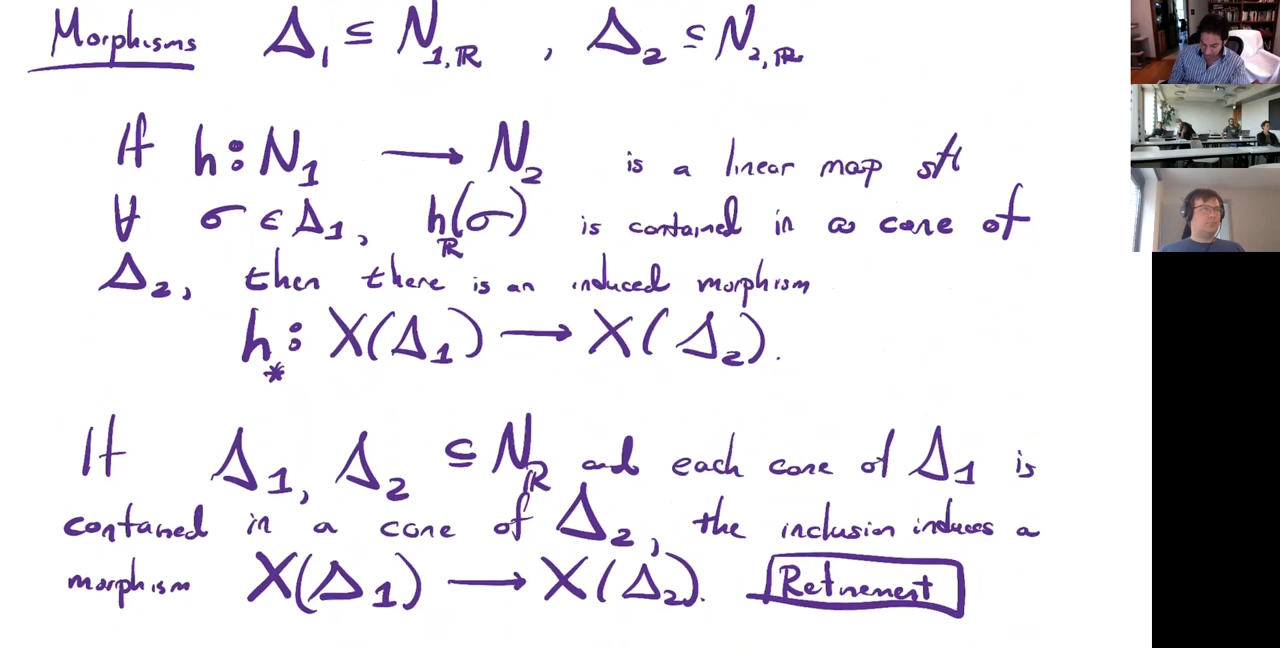 Morphisms Δ₁ ⊆ N₁,ℝ , Δ₂ ⊆ N₂,ℝ
If h: N₁ ⟶ N₂ is a linear map st
∀ σ ∈ Δ₁, h_ℝ(σ) is contained in a cone of
Δ₂, then there is an induced morphism
h_*: X(Δ₁) ⟶ X(Δ₂).
If Δ₁, Δ₂ ⊆ N_ℝ and each cone of Δ₁ is
contained in a cone of Δ₂, the inclusion induces a
morphism X(Δ₁) ⟶ X(Δ₂). Refinement